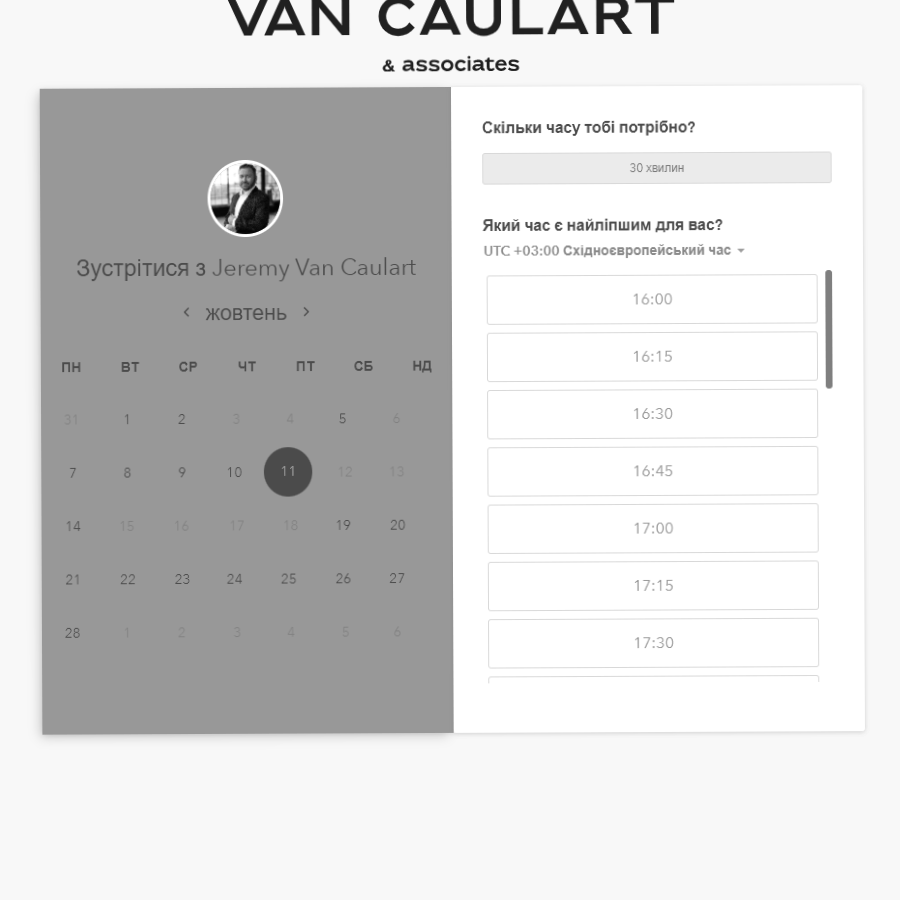 VAN CAULART
& associates
Зустрітися з Jeremy Van Caulart
жовтень
ПН ВТ СР ЧТ ПТ СБ НД
31 1 2 3 4 5 6
7 8 9 10 11 12 13
14 15 16 17 18 19 20
21 22 23 24 25 26 27
28 1 2 3 4 5 6
Скільки часу тобі потрібно?
30 хвилин
Який час є найліпшим для вас?
UTC +03:00 Східноєвропейський час
16:00
16:15
16:30
16:45
17:00
17:15
17:30